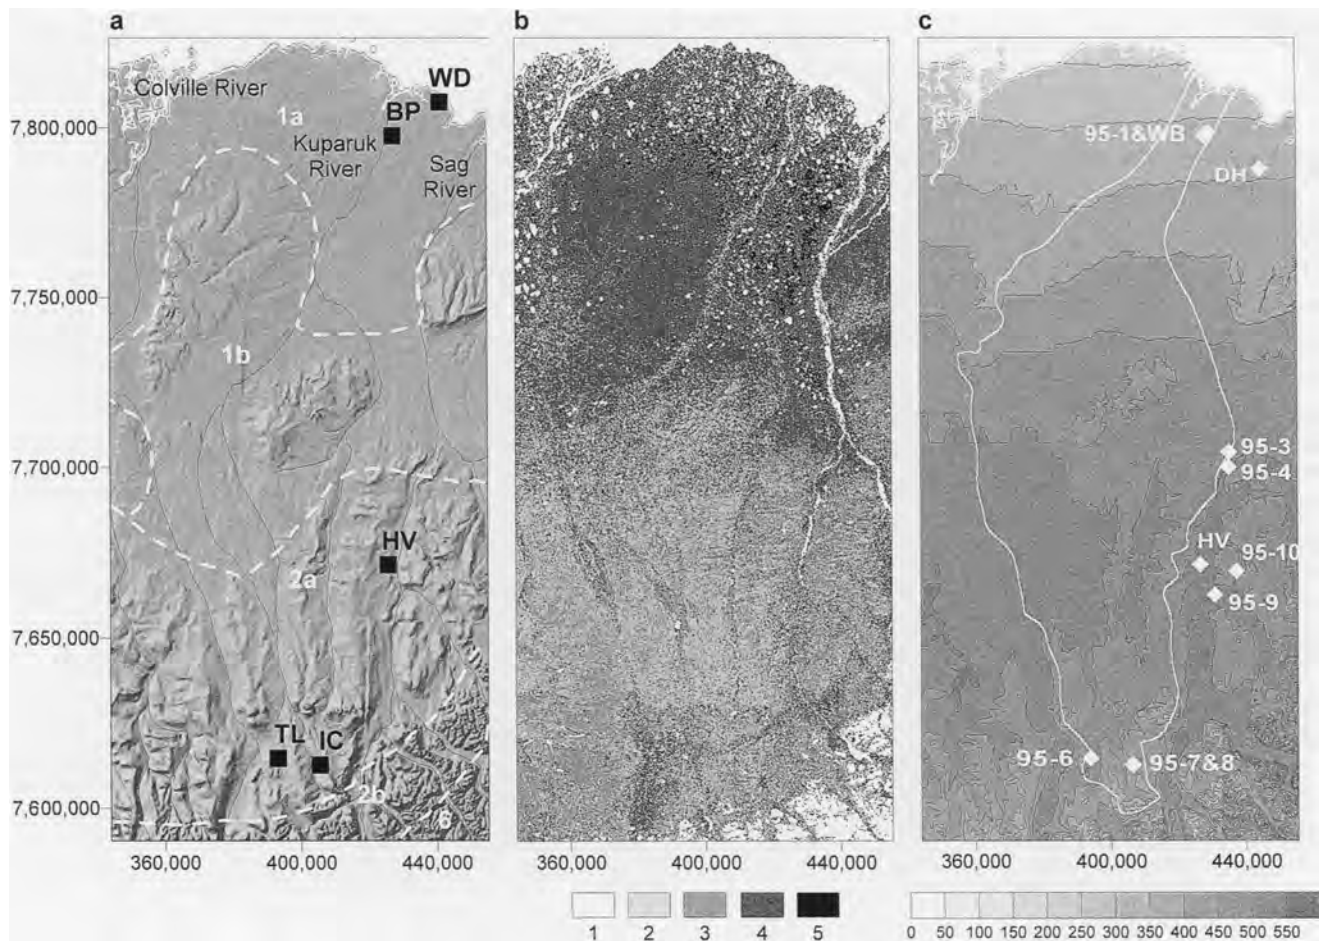 a
b
c
Colville River
WD
BP
1a
7,800,000
Kuparuk
River
Sag
River
95-1&WB
DH
7,750,000
1b
7,700,000
95-3
95-4
HV
HV
95-10
2a
95-9
7,650,000
TL
IC
95-6
95-7&8
2b
7,600,000
6
360,000
400,000
440,000
360,000
400,000
440,000
360,000
400,000
440,000
1
2
3
4
5
0
50
100
150
200
250
300
350
400
450
500
550